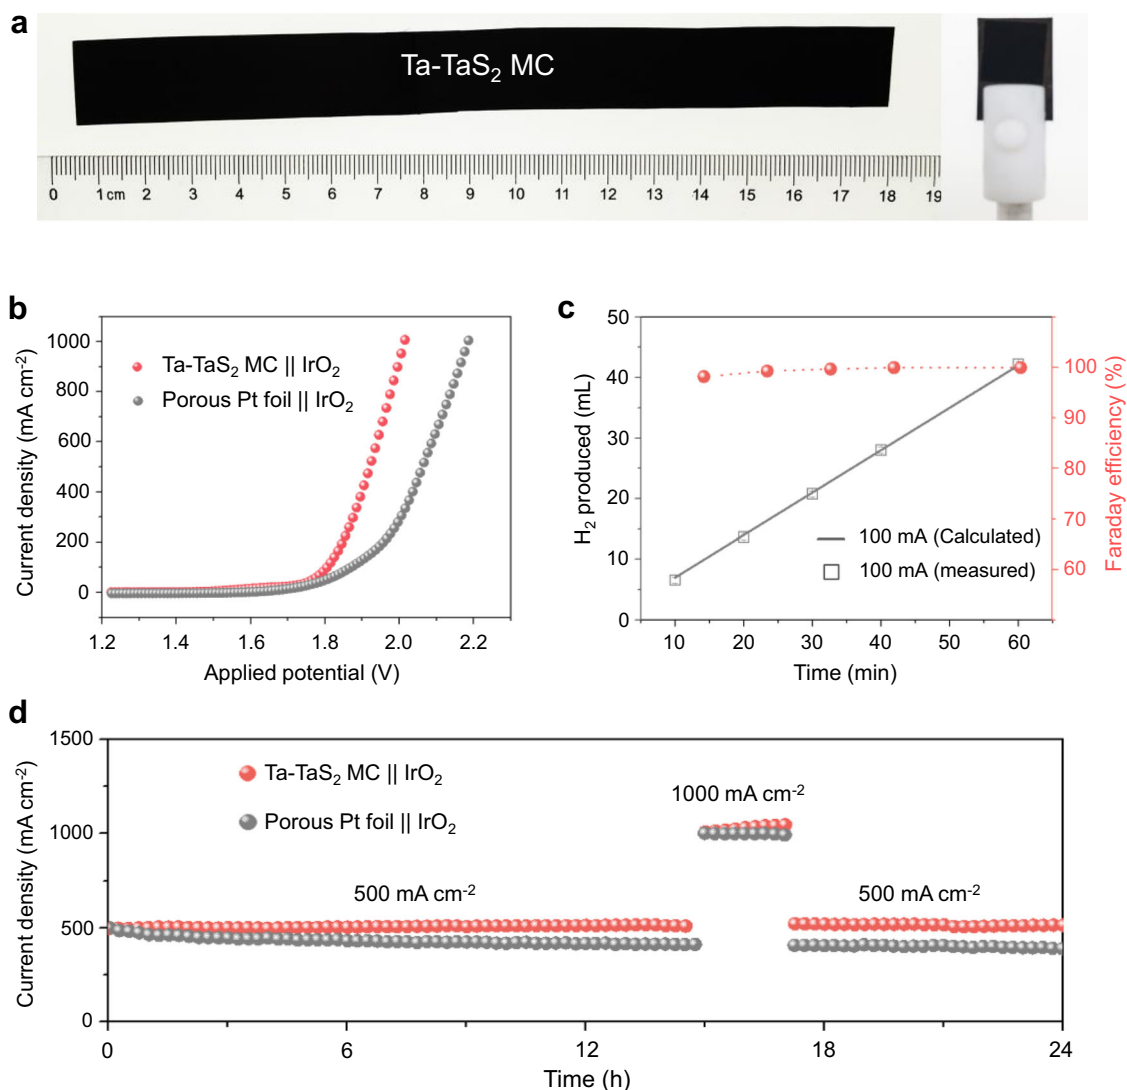 a
Ta-TaS₂ MC
0 1 cm 2 3 4 5 6 7 8 9 10 11 12 13 14 15 16 17 18 19
b
1000
800
600
400
200
0
Current density (mA cm⁻²)
Ta-TaS₂ MC || IrO₂
Porous Pt foil || IrO₂
1.2 1.4 1.6 1.8 2.0 2.2
Applied potential (V)
c
50
40
30
20
10
0
H₂ produced (mL)
100 mA (Calculated)
100 mA (measured)
100
90
80
70
60
Faraday efficiency (%)
10 20 30 40 50 60
Time (min)
d
1500
1000
500
0
Current density (mA cm⁻²)
Ta-TaS₂ MC || IrO₂
Porous Pt foil || IrO₂
500 mA cm⁻²
1000 mA cm⁻²
500 mA cm⁻²
0 6 12 18 24
Time (h)